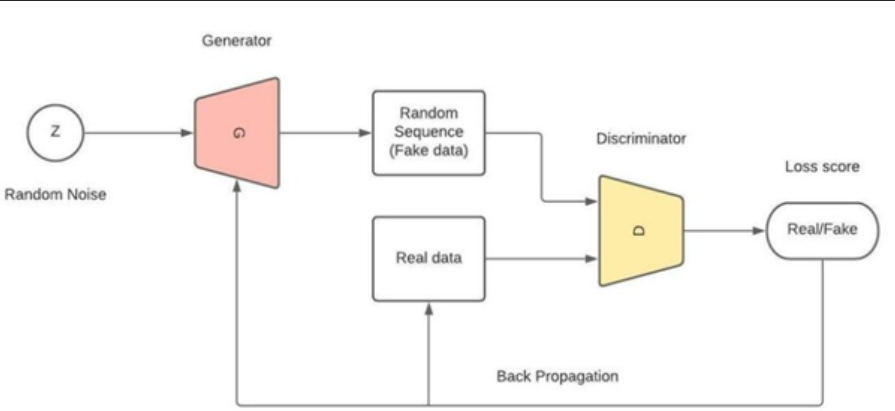 Generator
Z
G
Random
Sequence
(Fake data)
Random Noise
Discriminator
D
Loss score
Real/Fake
Real data
Back Propagation